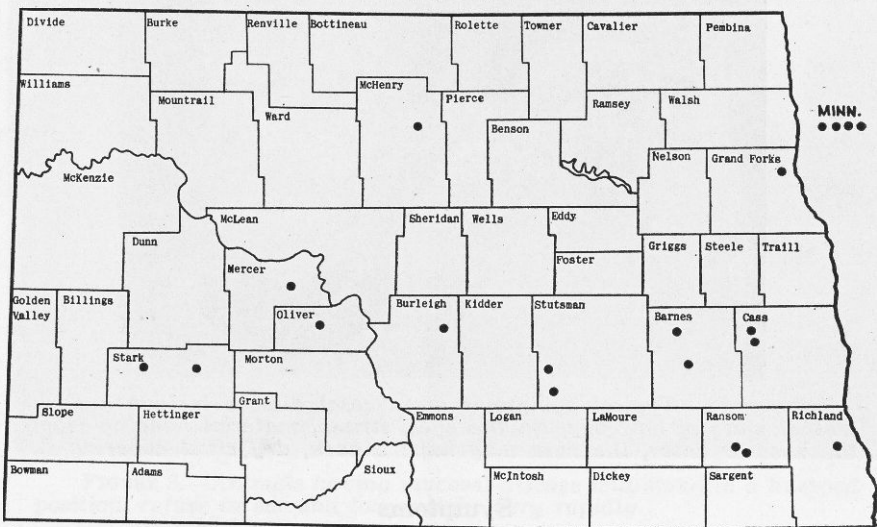 Divide
Burke
Renville
Bottineau
Rolette
Towner
Cavalier
Pembina
Williams
Mountrail
Ward
McHenry
Pierce
Benson
Ramsey
Walsh
MINN.
McKenzie
Nelson
Grand Forks
McLean
Sheridan
Wells
Eddy
Dunn
Mercer
Foster
Griggs
Steele
Traill
Golden
Valley
Billings
Oliver
Burleigh
Kidder
Stutsman
Barnes
Cass
Stark
Morton
Slope
Hettinger
Grant
Emmons
Logan
LaMoure
Ransom
Richland
Bowman
Adams
Sioux
McIntosh
Dickey
Sargent